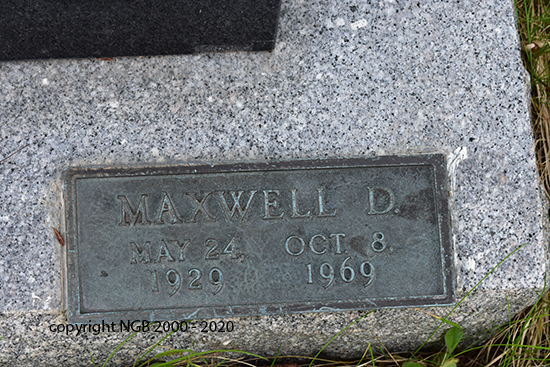 MAXWELL D.
MAY 24. OCT. 8.
1929 1969
copyright NGB 2000 - 2020